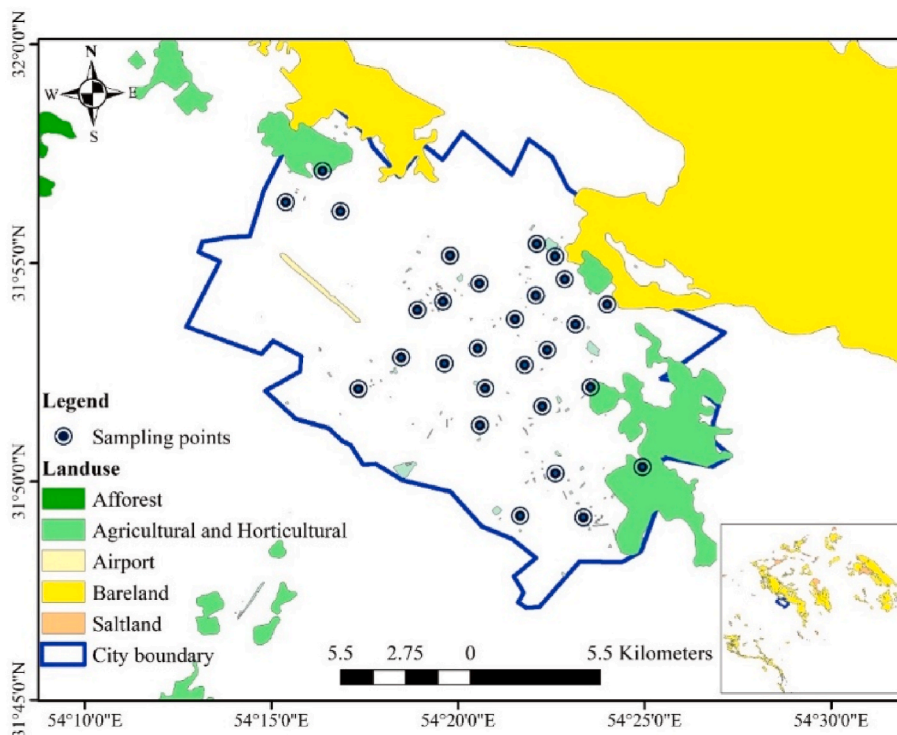 32°0'0"N
N
W E
S
31°55'0"N
Legend
Sampling points
Landuse
31°50'0"N
Afforest
Agricultural and Horticultural
Airport
Bareland
Saltland
City boundary
5.5 2.75 0 5.5 Kilometers
31°45'0"N
54°10'0"E 54°15'0"E 54°20'0"E 54°25'0"E 54°30'0"E